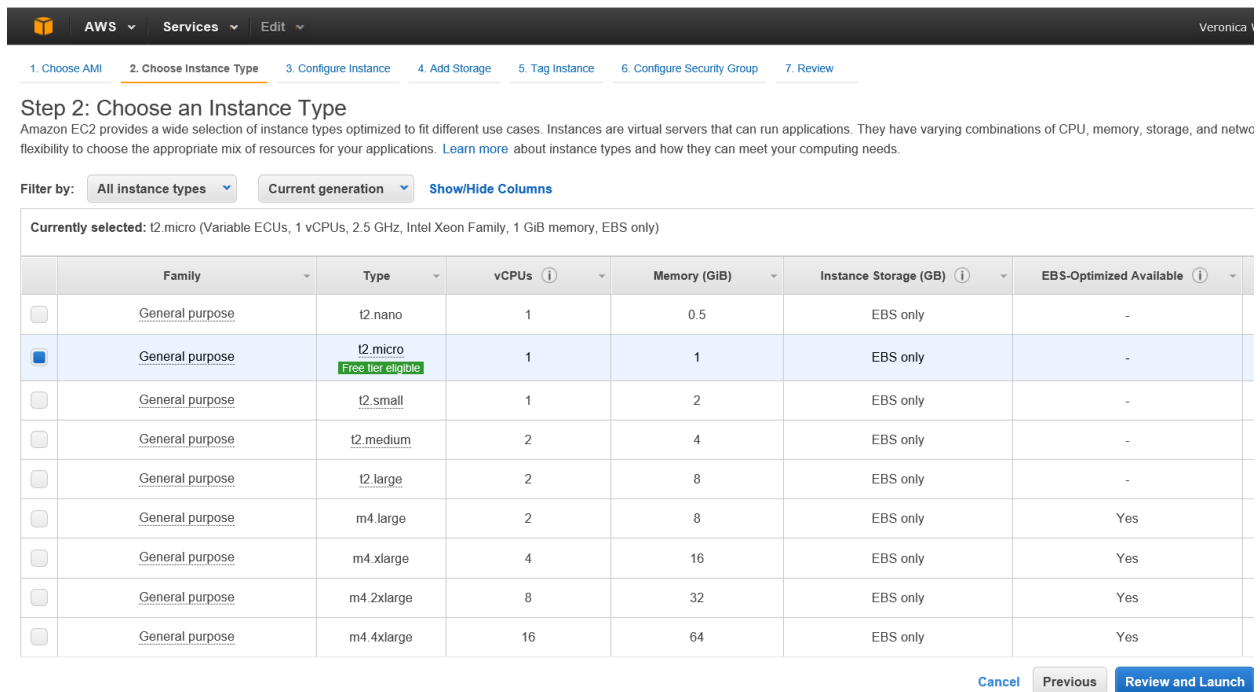 AWS Services Edit Veronica
1. Choose AMI 2. Choose Instance Type 3. Configure Instance 4. Add Storage 5. Tag Instance 6. Configure Security Group 7. Review
Step 2: Choose an Instance Type
Amazon EC2 provides a wide selection of instance types optimized to fit different use cases. Instances are virtual servers that can run applications. They have varying combinations of CPU, memory, storage, and
flexibility to choose the appropriate mix of resources for your applications. Learn more about instance types and how they can meet your computing needs.
Filter by: All instance types Current generation Show/Hide Columns
Currently selected: t2.micro (Variable ECUs, 1 vCPUs, 2.5 GHz, Intel Xeon Family, 1 GiB memory, EBS only)
Family Type vCPUs i Memory (GiB) Instance Storage (GB) i EBS-Optimized Available i
General purpose t2.nano 1 0.5 EBS only -
General purpose t2.micro 1 1 EBS only -
Free tier eligible
General purpose t2.small 1 2 EBS only -
General purpose t2.medium 2 4 EBS only -
General purpose t2.large 2 8 EBS only -
General purpose m4.large 2 8 EBS only Yes
General purpose m4.xlarge 4 16 EBS only Yes
General purpose m4.2xlarge 8 32 EBS only Yes
General purpose m4.4xlarge 16 64 EBS only Yes
Cancel Previous Review and Launch